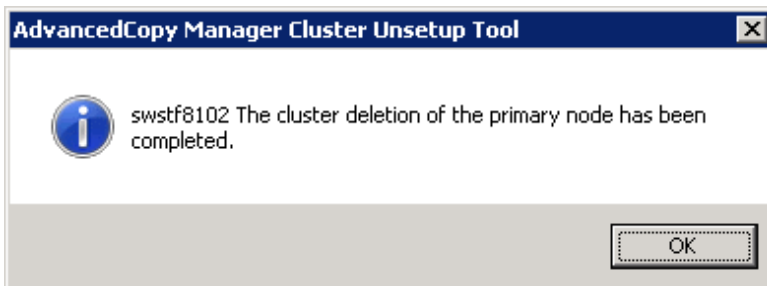 AdvancedCopy Manager Cluster Unsetup Tool
swstf8102 The cluster deletion of the primary node has been
completed.
OK